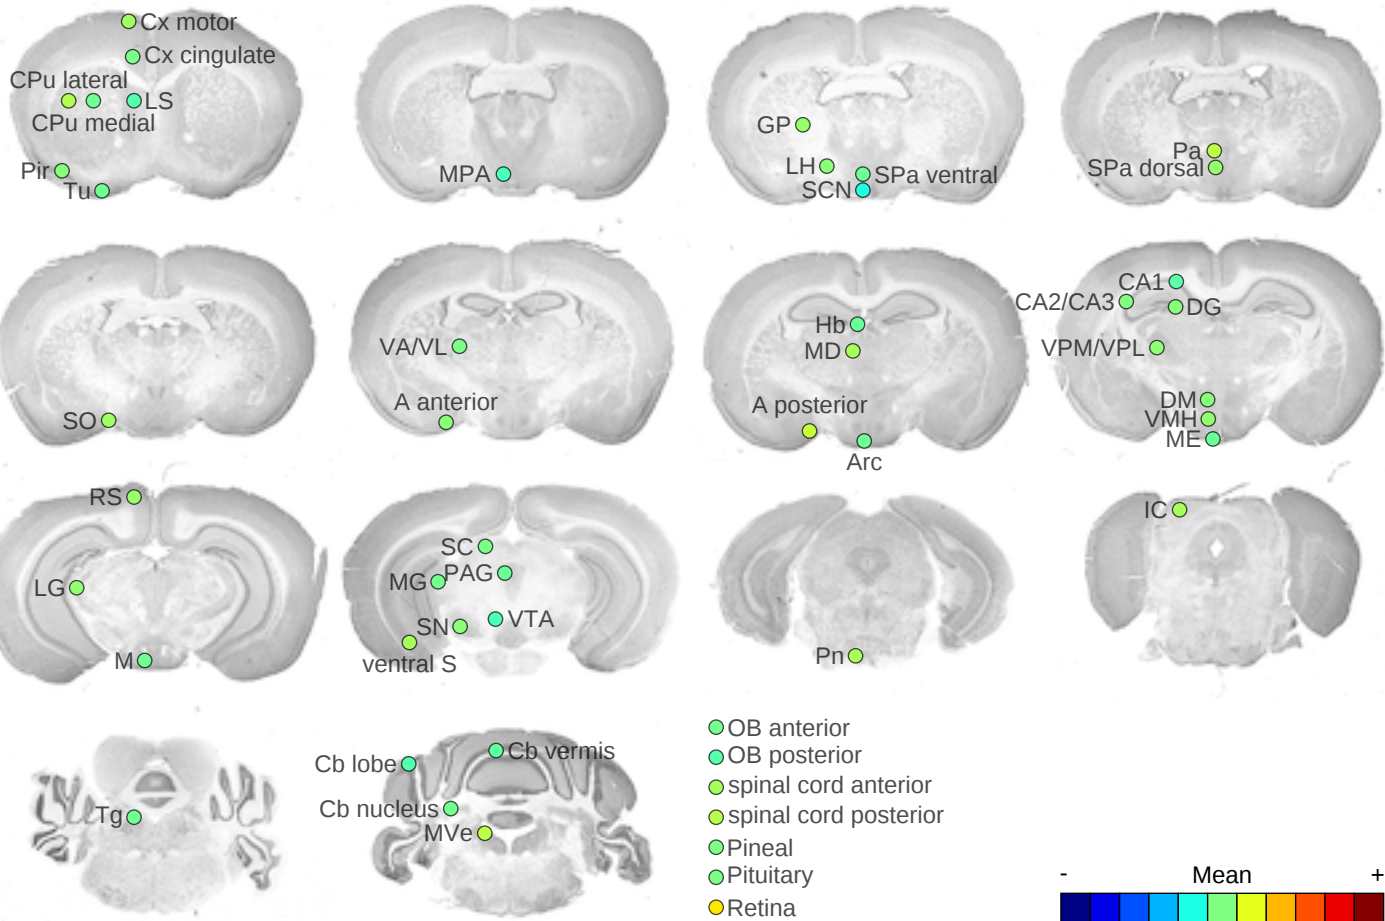 Cx motor
Cx cingulate
CPu lateral
LS
CPu medial
Pir
Tu
MPA
GP
LH
SPa ventral
SCN
Pa
SPa dorsal
SO
VA/VL
A anterior
Hb
MD
A posterior
Arc
CA1
CA2/CA3
DG
VPM/VPL
DM
VMH
ME
RS
LG
M
SC
PAG
MG
VTA
SN
ventral S
Pn
IC
Tg
Cb vermis
Cb lobe
Cb nucleus
MVe
OB anterior
OB posterior
spinal cord anterior
spinal cord posterior
Pineal
Pituitary
Retina
- Mean +